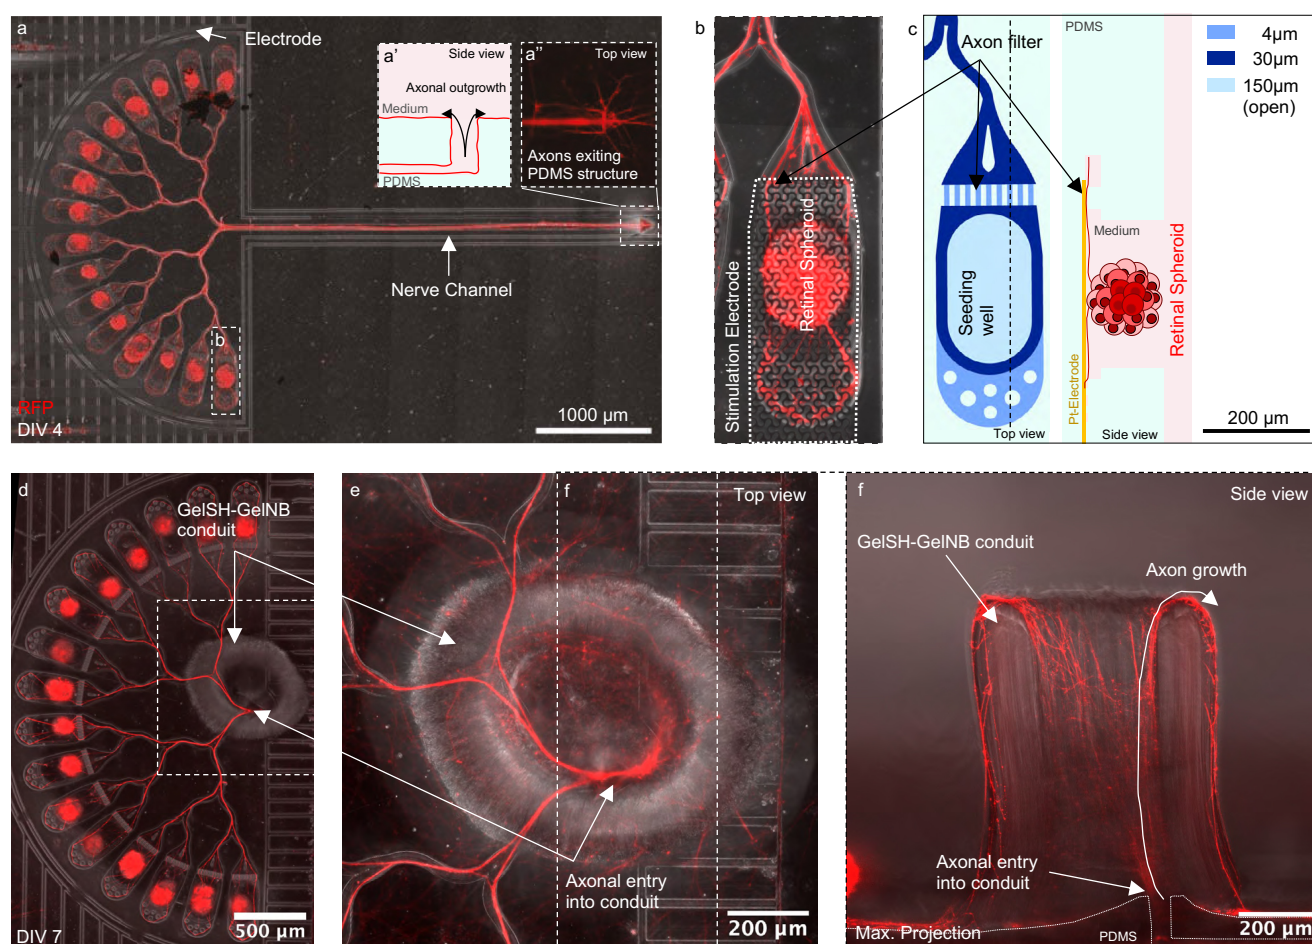 a
Electrode
a'
Side view
Axonal outgrowth
Medium
PDMS
a''
Top view
Axons exiting
PDMS structure
Nerve Channel
b
RFP
DIV 4
1000 µm
b
Stimulation Electrode
Retinal Spheroid
c
Axon filter
PDMS
4µm
30µm
150µm
(open)
Seeding
well
Medium
Retinal Spheroid
Pt-Electrode
Top view
Side view
200 µm
d
GelSH-GelNB
conduit
DIV 7
500 µm
e
f
Top view
Axonal entry
into conduit
200 µm
f
Side view
GelSH-GelNB conduit
Axon growth
Axonal entry
into conduit
Max. Projection
PDMS
200 µm